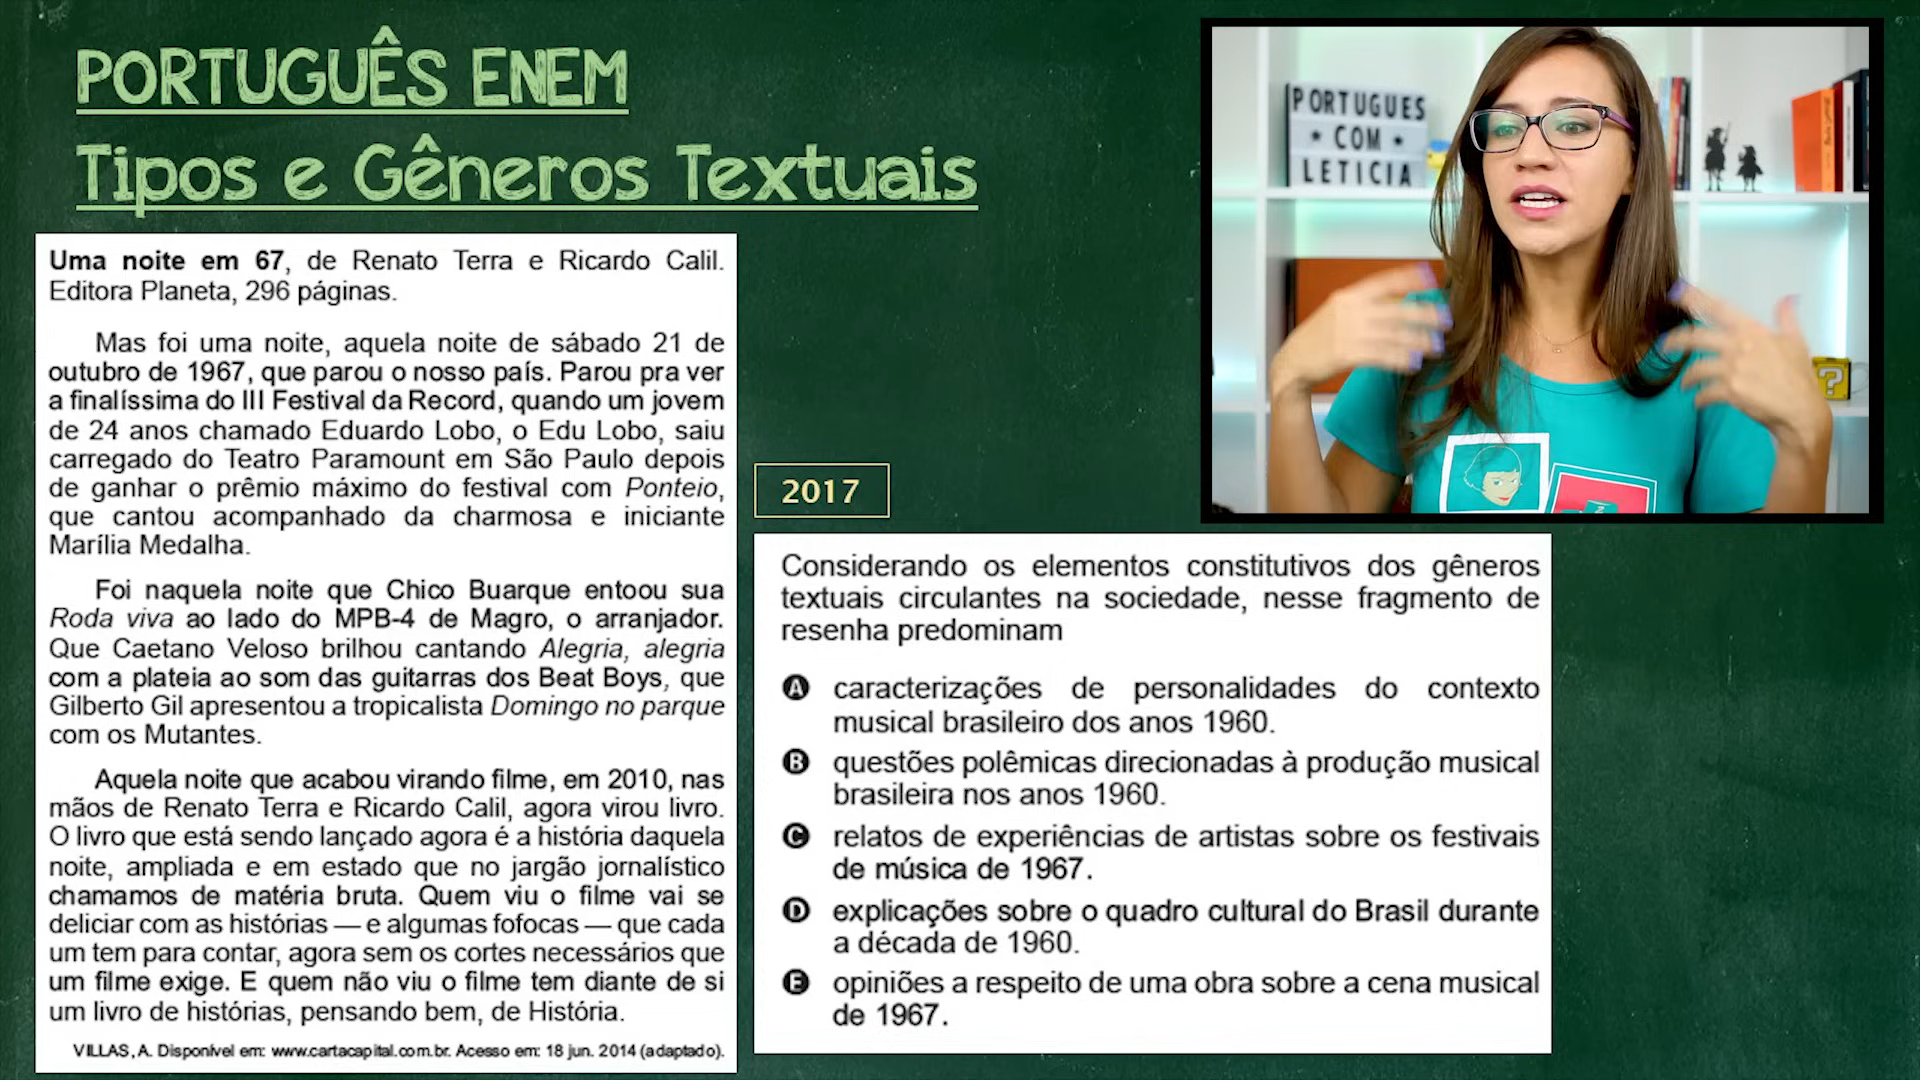 PORTUGUÊS ENEM
Tipos e Gêneros Textuais
PORTUGUES
• COM •
LETICIA
?
Uma noite em 67, de Renato Terra e Ricardo Calil.
Editora Planeta, 296 páginas.
Mas foi uma noite, aquela noite de sábado 21 de
outubro de 1967, que parou o nosso país. Parou pra ver
a finalíssima do III Festival da Record, quando um jovem
de 24 anos chamado Eduardo Lobo, o Edu Lobo, saiu
carregado do Teatro Paramount em São Paulo depois
de ganhar o prêmio máximo do festival com Ponteio,
que cantou acompanhado da charmosa e iniciante
Marília Medalha.
Foi naquela noite que Chico Buarque entoou sua
Roda viva ao lado do MPB-4 de Magro, o arranjador.
Que Caetano Veloso brilhou cantando Alegria, alegria
com a plateia ao som das guitarras dos Beat Boys, que
Gilberto Gil apresentou a tropicalista Domingo no parque
com os Mutantes.
Aquela noite que acabou virando filme, em 2010, nas
mãos de Renato Terra e Ricardo Calil, agora virou livro.
O livro que está sendo lançado agora é a história daquela
noite, ampliada e em estado que no jargão jornalístico
chamamos de matéria bruta. Quem viu o filme vai se
deliciar com as histórias — e algumas fofocas — que cada
um tem para contar, agora sem os cortes necessários que
um filme exige. E quem não viu o filme tem diante de si
um livro de histórias, pensando bem, de História.
VILLAS, A. Disponível em: www.cartacapital.com.br. Acesso em: 18 jun. 2014 (adaptado).
2017
Considerando os elementos constitutivos dos gêneros
textuais circulantes na sociedade, nesse fragmento de
resenha predominam
A caracterizações de personalidades do contexto
musical brasileiro dos anos 1960.
B questões polêmicas direcionadas à produção musical
brasileira nos anos 1960.
C relatos de experiências de artistas sobre os festivais
de música de 1967.
D explicações sobre o quadro cultural do Brasil durante
a década de 1960.
E opiniões a respeito de uma obra sobre a cena musical
de 1967.